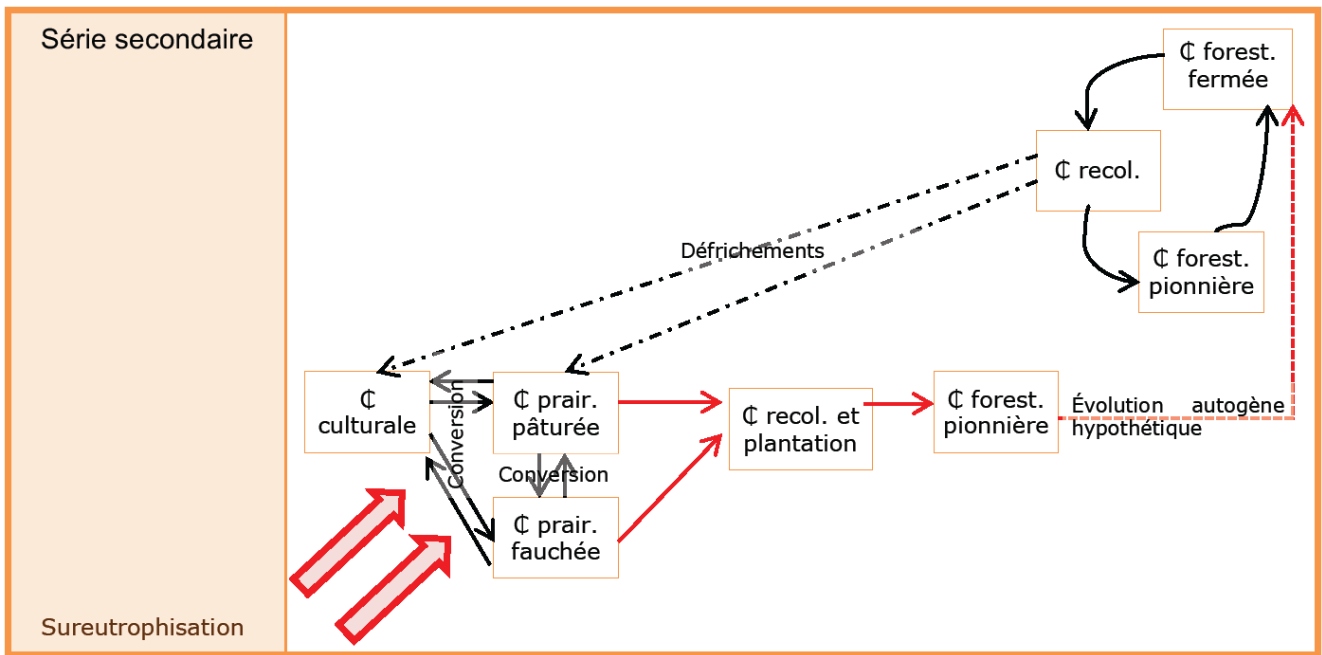 Série secondaire
₵ forest.
fermée
₵ recol.
Défrichements
₵ forest.
pionnière
₵
culturale
Conversion
₵ prair.
pâturée
₵ recol. et
plantation
₵ forest.
pionnière
Évolution autogène
hypothétique
Conversion
₵ prair.
fauchée
Sureutrophisation